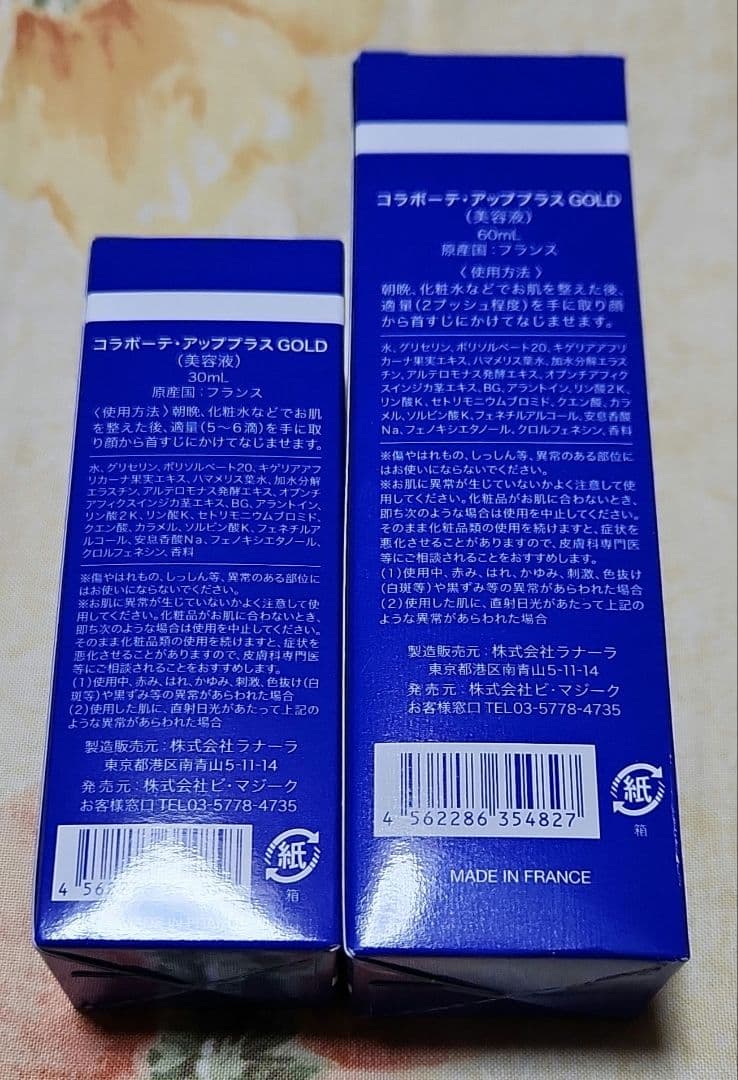 コラボーテ・アッププラス GOLD
（美容液）
30mL
原産国：フランス
〈使用方法〉朝晩、化粧水などでお肌
を整えた後、適量（5～6滴）を手に取
り顔から首すじにかけてなじませます。
水、グリセリン、ポリソルベート20、キゲリアアフ
リカーナ果実エキス、ハマメリス葉水、加水分解
エラスチン、アルテロモナス発酵エキス、オプンチ
アフィクスインジカ茎エキス、BG、アラントイン、
リン酸2K、リン酸K、セトリモニウムブロミド、
クエン酸、カラメル、ソルビン酸K、フェネチルア
ルコール、安息香酸Na、フェノキシエタノール、
クロルフェネシン、香料
※傷やはれもの、しっしん等、異常のある部位に
はお使いにならないでください。
※お肌に異常が生じていないかよく注意して使
用してください。化粧品がお肌に合わないとき、
即ち次のような場合は使用を中止してください。
そのまま化粧品類の使用を続けますと、症状を
悪化させることがありますので、皮膚科専門医
等にご相談されることをおすすめします。
（1）使用中、赤み、はれ、かゆみ、刺激、色抜け（白
斑等）や黒ずみ等の異常があらわれた場合
（2）使用した肌に、直射日光があたって上記のよ
うな異常があらわれた場合
製造販売元：株式会社ラナーラ
東京都港区南青山5-11-14
発売元：株式会社ビ・マジーク
お客様窓口 TEL03-5778-4735
4 562
紙
箱
コラボーテ・アッププラス GOLD
（美容液）
60mL
原産国：フランス
〈使用方法〉
朝晩、化粧水などでお肌を整えた後、
適量（2プッシュ程度）を手に取り顔
から首すじにかけてなじませます。
水、グリセリン、ポリソルベート20、キゲリアアフリ
カーナ果実エキス、ハマメリス葉水、加水分解エラス
チン、アルテロモナス発酵エキス、オプンチアフィク
スインジカ茎エキス、BG、アラントイン、リン酸2K、
リン酸K、セトリモニウムブロミド、クエン酸、カラ
メル、ソルビン酸K、フェネチルアルコール、安息香酸
Na、フェノキシエタノール、クロルフェネシン、香料
※傷やはれもの、しっしん等、異常のある部位に
はお使いにならないでください。
※お肌に異常が生じていないかよく注意して使
用してください。化粧品がお肌に合わないとき、
即ち次のような場合は使用を中止してください。
そのまま化粧品類の使用を続けますと、症状を
悪化させることがありますので、皮膚科専門医
等にご相談されることをおすすめします。
（1）使用中、赤み、はれ、かゆみ、刺激、色抜け
（白斑等）や黒ずみ等の異常があらわれた場合
（2）使用した肌に、直射日光があたって上記の
ような異常があらわれた場合
製造販売元：株式会社ラナーラ
東京都港区南青山5-11-14
発売元：株式会社ビ・マジーク
お客様窓口 TEL03-5778-4735
4 562286 354827
紙
箱
MADE IN FRANCE